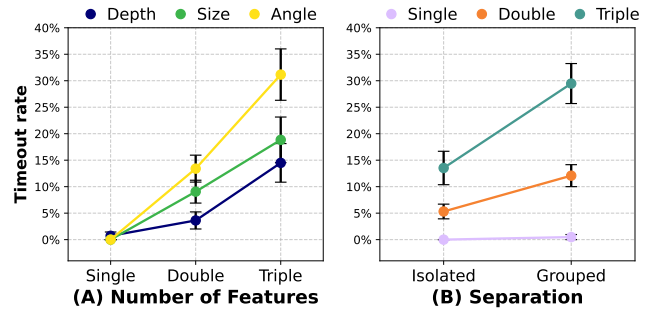 Depth Size Angle
Single Double Triple
Timeout rate
40%
35%
30%
25%
20%
15%
10%
5%
0%
Single Double Triple
(A) Number of Features
40%
35%
30%
25%
20%
15%
10%
5%
0%
Isolated Grouped
(B) Separation